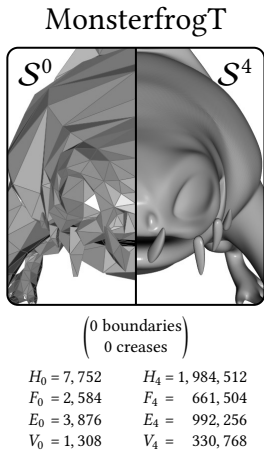 MonsterfrogT
S⁰ S⁴
(0 boundaries
0 creases)
H₀ = 7, 752 H₄ = 1, 984, 512
F₀ = 2, 584 F₄ = 661, 504
E₀ = 3, 876 E₄ = 992, 256
V₀ = 1, 308 V₄ = 330, 768